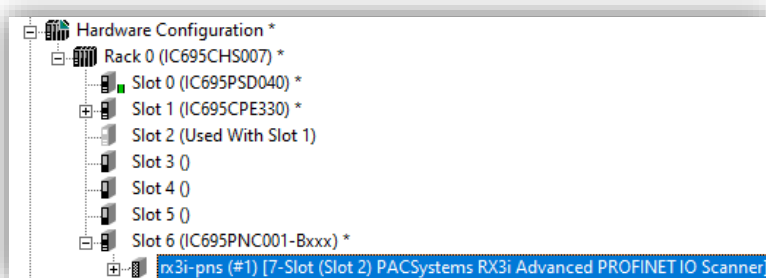 Hardware Configuration *
Rack 0 (IC695CHS007) *
Slot 0 (IC695PSD040) *
Slot 1 (IC695CPE330) *
Slot 2 (Used With Slot 1)
Slot 3 ()
Slot 4 ()
Slot 5 ()
Slot 6 (IC695PNC001-Bxxx) *
rx3i-pns (#1) [7-Slot (Slot 2) PACSystems RX3i Advanced PROFINET IO Scanner]